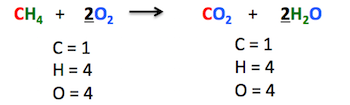 CH₄ + 2O₂ ⟶ CO₂ + 2H₂O
C = 1 C = 1
H = 4 H = 4
O = 4 O = 4